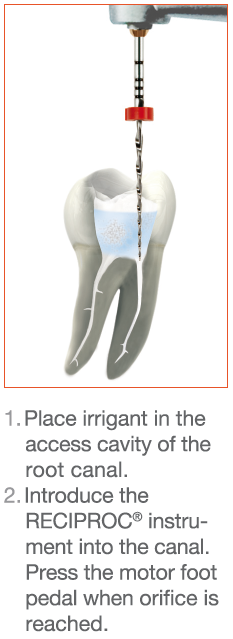 1. Place irrigant in the
access cavity of the
root canal.
2. Introduce the
RECIPROC® instru-
ment into the canal.
Press the motor foot
pedal when orifice is
reached.